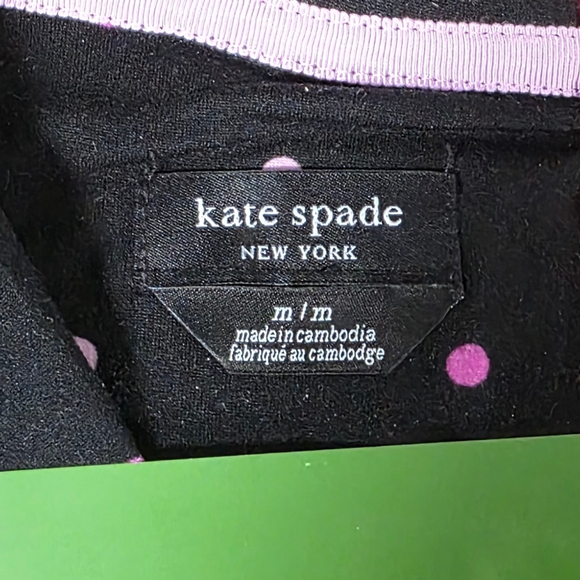 kate spade
NEW YORK
m / m
made in cambodia
fabriqué au cambodge